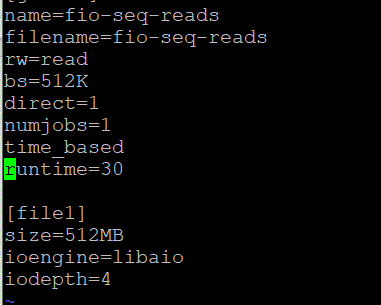 name=fio-seq-reads
filename=fio-seq-reads
rw=read
bs=512K
direct=1
numjobs=1
time_based
runtime=30
[file1]
size=512MB
ioengine=libaio
iodepth=4
~